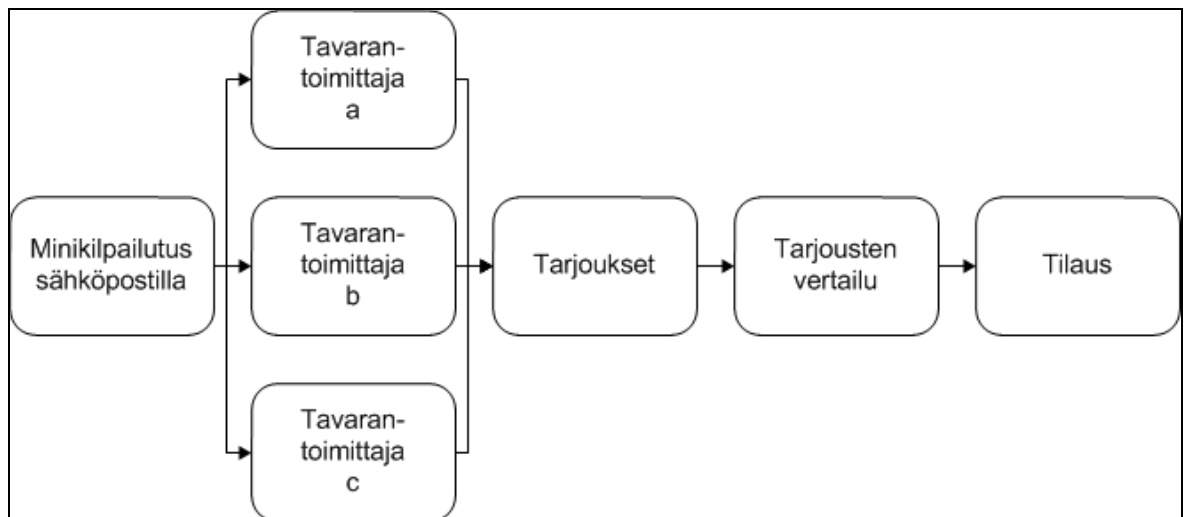 Minikilpailutus
sähköpostilla
Tavaran-
toimittaja
a
Tavaran-
toimittaja
b
Tavaran-
toimittaja
c
Tarjoukset
Tarjousten
vertailu
Tilaus